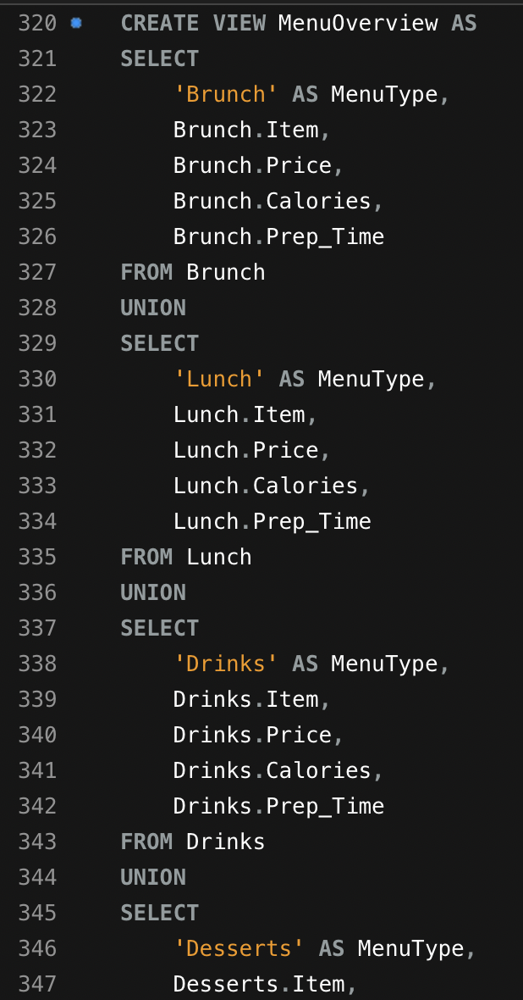 320 CREATE VIEW MenuOverview AS
321 SELECT
322 'Brunch' AS MenuType,
323 Brunch.Item,
324 Brunch.Price,
325 Brunch.Calories,
326 Brunch.Prep_Time
327 FROM Brunch
328 UNION
329 SELECT
330 'Lunch' AS MenuType,
331 Lunch.Item,
332 Lunch.Price,
333 Lunch.Calories,
334 Lunch.Prep_Time
335 FROM Lunch
336 UNION
337 SELECT
338 'Drinks' AS MenuType,
339 Drinks.Item,
340 Drinks.Price,
341 Drinks.Calories,
342 Drinks.Prep_Time
343 FROM Drinks
344 UNION
345 SELECT
346 'Desserts' AS MenuType,
347 Desserts.Item,